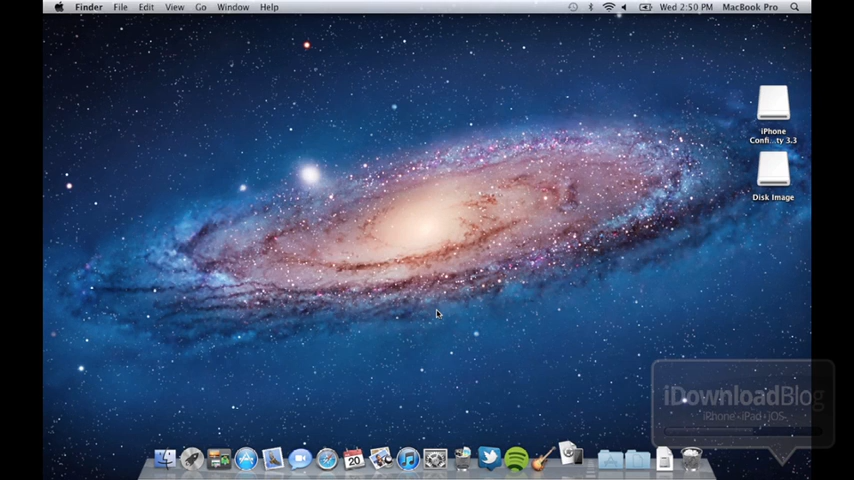 Finder File Edit View Go Window Help Wed 2:50 PM MacBook Pro
iPhone
Confi...ty 3.3
Disk Image
iDownloadBlog
iPhone • iPad • iOS
20